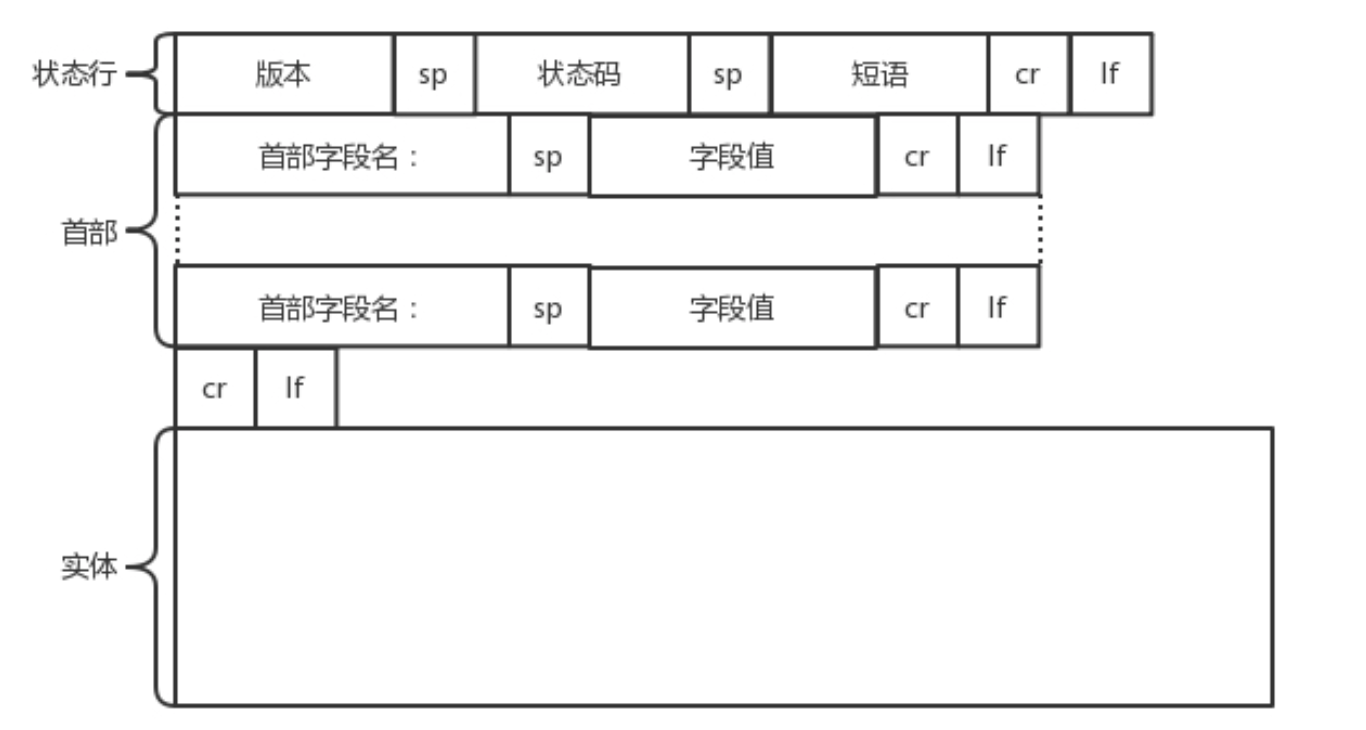 状态行 版本 sp 状态码 sp 短语 cr lf
首部字段名： sp 字段值 cr lf
首部
首部字段名： sp 字段值 cr lf
cr lf
实体